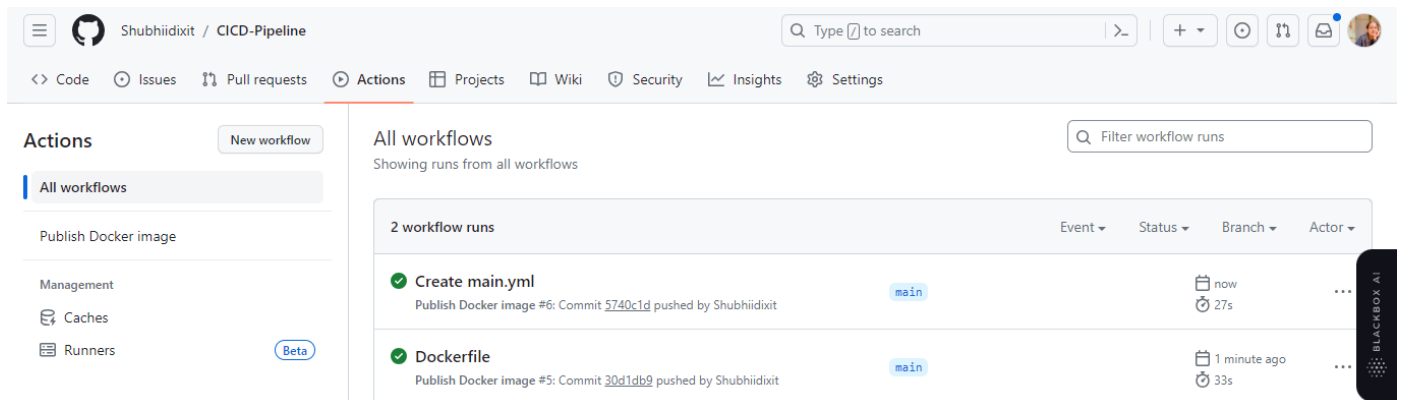 Shubhiidixit / CICD-Pipeline
Type / to search
Code Issues Pull requests Actions Projects Wiki Security Insights Settings
Actions
New workflow
All workflows
Publish Docker image
Management
Caches
Runners Beta
All workflows
Showing runs from all workflows
Filter workflow runs
2 workflow runs Event Status Branch Actor
Create main.yml
Publish Docker image #6: Commit 5740c1d pushed by Shubhiidixit
main
now
27s
Dockerfile
Publish Docker image #5: Commit 30d1db9 pushed by Shubhiidixit
main
1 minute ago
33s
BLACKBOX AI